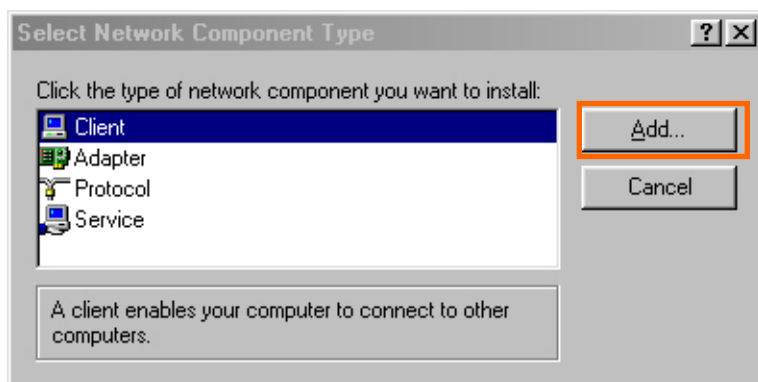 Select Network Component Type
Click the type of network component you want to install:
Client
Adapter
Protocol
Service
Add...
Cancel
A client enables your computer to connect to other
computers.